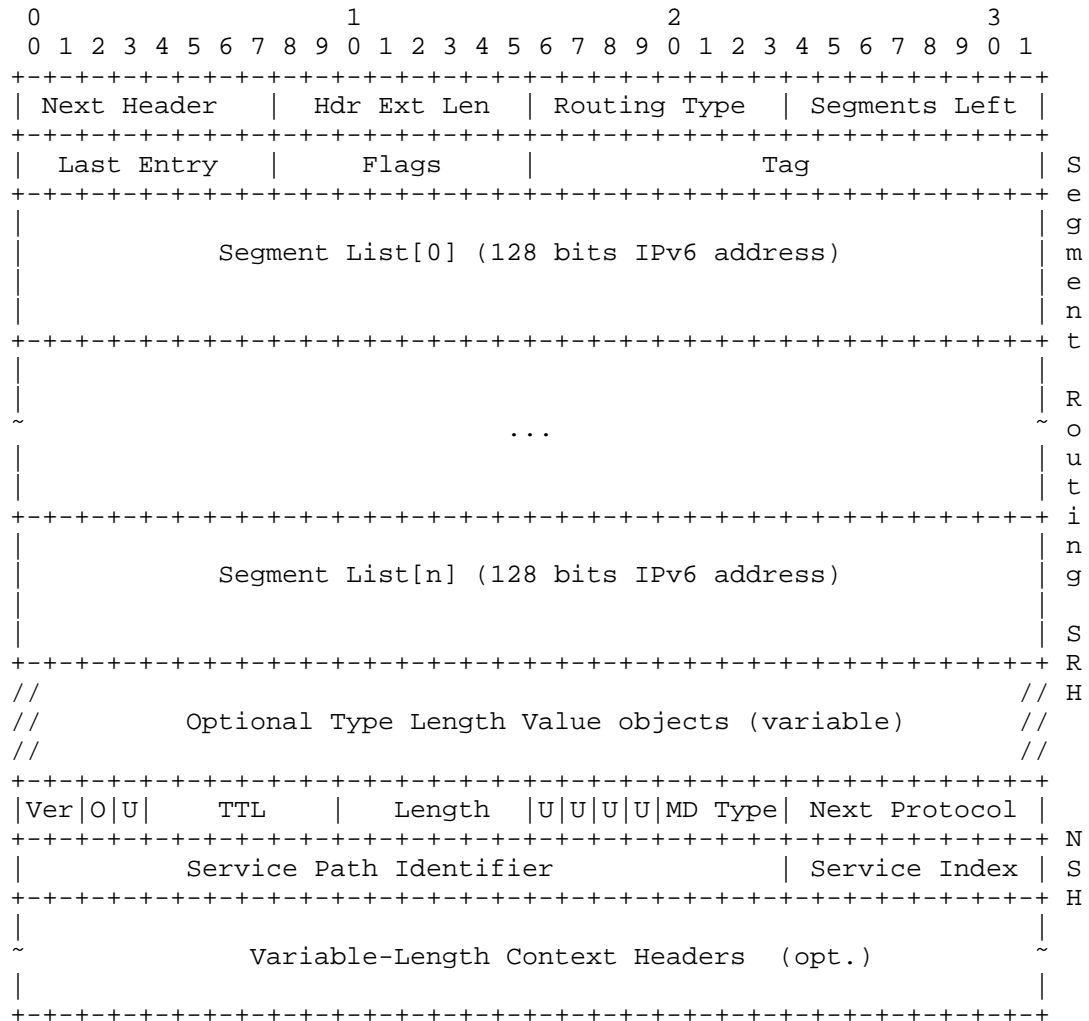 0                   1                   2                   3
 0 1 2 3 4 5 6 7 8 9 0 1 2 3 4 5 6 7 8 9 0 1 2 3 4 5 6 7 8 9 0 1
+-+-+-+-+-+-+-+-+-+-+-+-+-+-+-+-+-+-+-+-+-+-+-+-+-+-+-+-+-+-+-+-+
| Next Header   |  Hdr Ext Len  | Routing Type  | Segments Left |
+-+-+-+-+-+-+-+-+-+-+-+-+-+-+-+-+-+-+-+-+-+-+-+-+-+-+-+-+-+-+-+-+
|  Last Entry   |     Flags     |              Tag              | S
+-+-+-+-+-+-+-+-+-+-+-+-+-+-+-+-+-+-+-+-+-+-+-+-+-+-+-+-+-+-+-+-+ e
|                                                               | g
|            Segment List[0] (128 bits IPv6 address)            | m
|                                                               | e
|                                                               | n
+-+-+-+-+-+-+-+-+-+-+-+-+-+-+-+-+-+-+-+-+-+-+-+-+-+-+-+-+-+-+-+-+ t
|                                                               |
|                                                               | R
~                              ...                              ~ o
|                                                               | u
|                                                               | t
+-+-+-+-+-+-+-+-+-+-+-+-+-+-+-+-+-+-+-+-+-+-+-+-+-+-+-+-+-+-+-+-+ i
|                                                               | n
|            Segment List[n] (128 bits IPv6 address)            | g
|                                                               |
|                                                               | S
+-+-+-+-+-+-+-+-+-+-+-+-+-+-+-+-+-+-+-+-+-+-+-+-+-+-+-+-+-+-+-+-+ R
//                                                             // H
//         Optional Type Length Value objects (variable)       //
//                                                             //
+-+-+-+-+-+-+-+-+-+-+-+-+-+-+-+-+-+-+-+-+-+-+-+-+-+-+-+-+-+-+-+-+
|Ver|O|U|    TTL    |   Length  |U|U|U|U|MD Type| Next Protocol |
+-+-+-+-+-+-+-+-+-+-+-+-+-+-+-+-+-+-+-+-+-+-+-+-+-+-+-+-+-+-+-+-+ N
|          Service Path Identifier              | Service Index | S
+-+-+-+-+-+-+-+-+-+-+-+-+-+-+-+-+-+-+-+-+-+-+-+-+-+-+-+-+-+-+-+-+ H
|                                                               |
~              Variable-Length Context Headers  (opt.)          ~
|                                                               |
+-+-+-+-+-+-+-+-+-+-+-+-+-+-+-+-+-+-+-+-+-+-+-+-+-+-+-+-+-+-+-+-+